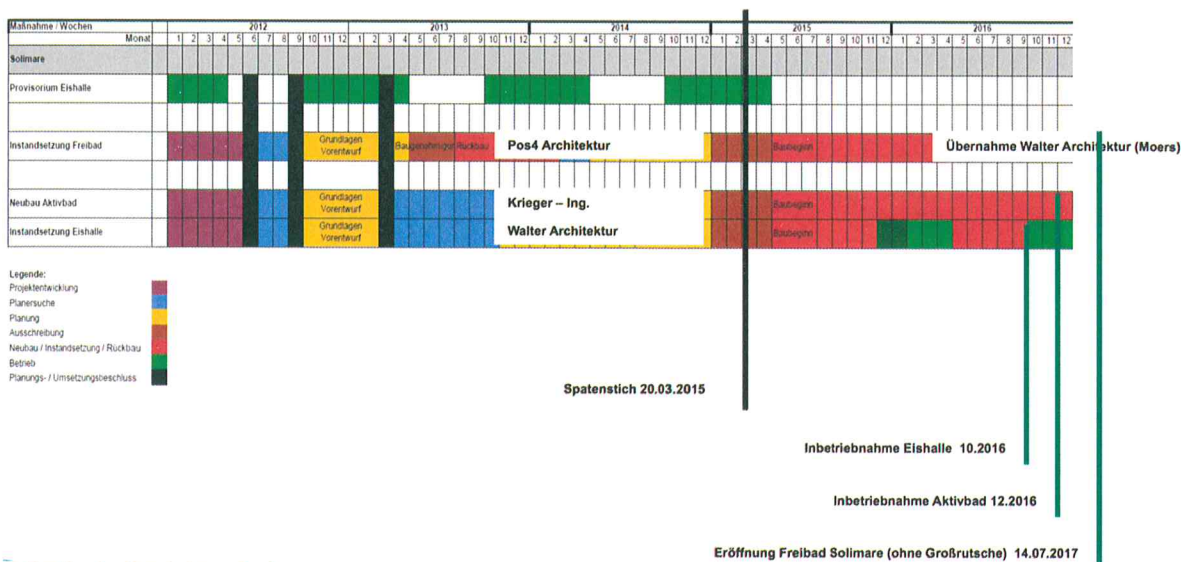 Maßnahme / Wochen 2012 2013 2014 2015 2016
Monat 1 2 3 4 5 6 7 8 9 10 11 12 1 2 3 4 5 6 7 8 9 10 11 12 1 2 3 4 5 6 7 8 9 10 11 12 1 2 3 4 5 6 7 8 9 10 11 12 1 2 3 4 5 6 7 8 9 10 11 12
Solimare
Provisorium Eishalle
Instandsetzung Freibad Grundlagen Vorentwurf Rückbau Pos4 Architektur Baubeginn Übernahme Walter Architektur (Moers)
Neubau Aktivbad Grundlagen Vorentwurf Krieger – Ing. Baubeginn
Instandsetzung Eishalle Grundlagen Vorentwurf Walter Architektur Baubeginn
Legende:
Projektentwicklung
Planersuche
Planung
Ausschreibung
Neubau / Instandsetzung / Rückbau
Betrieb
Planungs- / Umsetzungsbeschluss
Spatenstich 20.03.2015
Inbetriebnahme Eishalle 10.2016
Inbetriebnahme Aktivbad 12.2016
Eröffnung Freibad Solimare (ohne Großrutsche) 14.07.2017